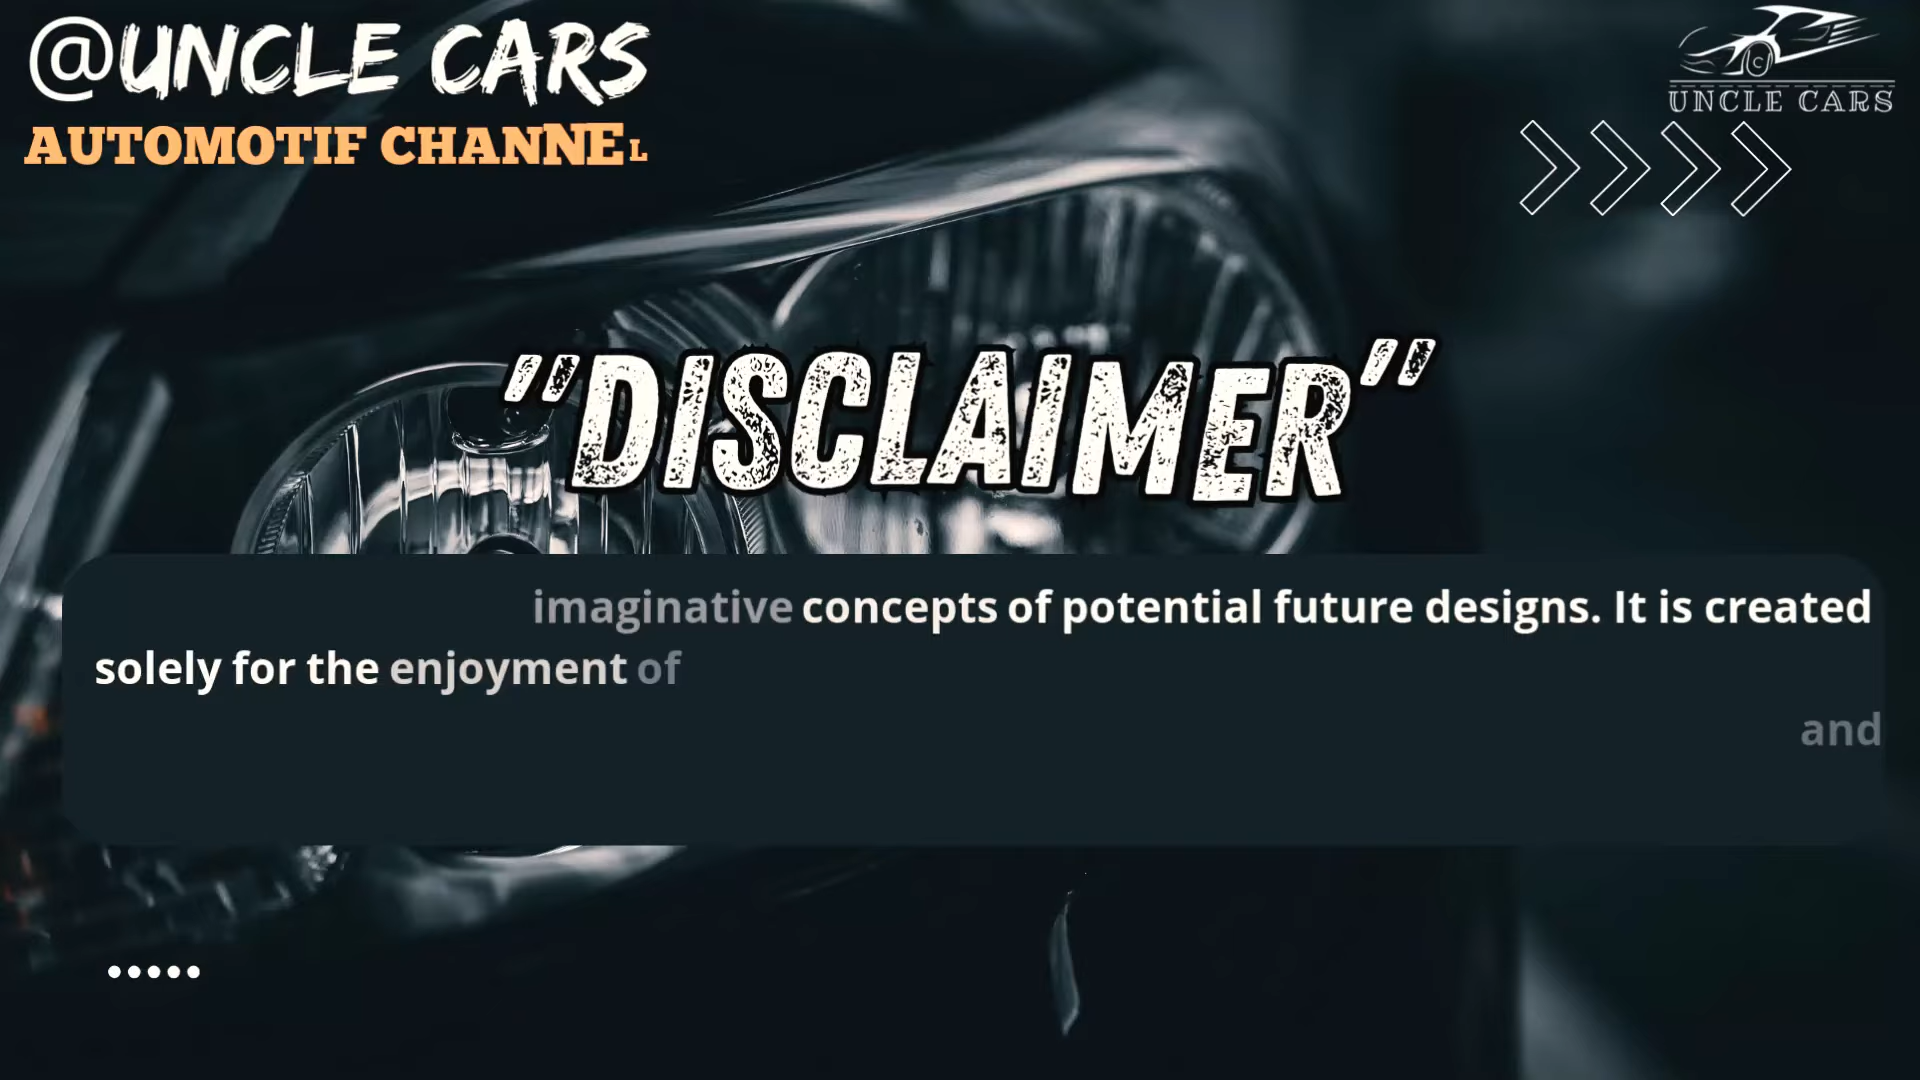 @UNCLE CARS
AUTOMOTIF CHANNEL
UNCLE CARS
"DISCLAIMER"
imaginative concepts of potential future designs. It is created
solely for the enjoyment of
and